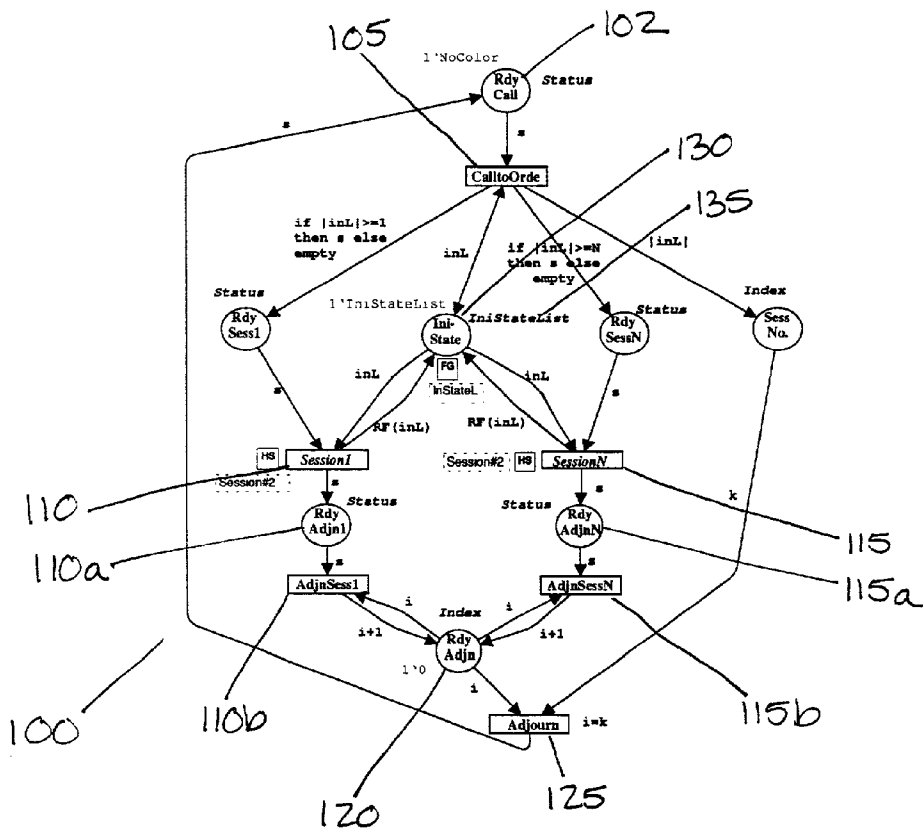 105
102
1`NoColor
Rdy
Call
Status
s
s
CalltoOrde
130
135
if |inL|>=1
then s else
empty
inL
if |inL|>=N
then s else
empty
|inL|
Status
Rdy
Sess1
1`IniStateList
Ini-
State
IniStateList
Rdy
SessN
Status
Index
Sess
No.
FG
InStateL
inL
inL
s
s
RF(inL)
RF(inL)
HS
Session1
Session#2
Session#2
HS
SessionN
110
s
s
k
115
Rdy
Adjn1
Status
Status
Rdy
AdjnN
110a
115a
s
s
AdjnSess1
AdjnSessN
i
Index
i
i+1
i+1
Rdy
Adjn
1`0
i
100
110b
Adjourn
i=k
115b
120
125